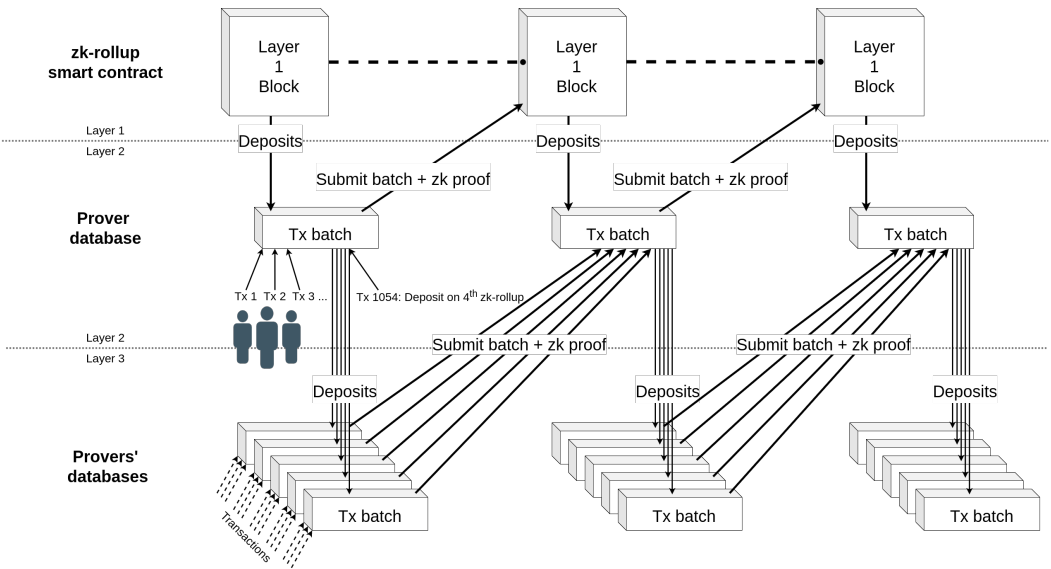 zk-rollup
smart contract
Layer
1
Block
Layer
1
Block
Layer
1
Block
Layer 1
Deposits
Deposits
Deposits
Layer 2
Submit batch + zk proof
Submit batch + zk proof
Prover
database
Tx batch
Tx batch
Tx batch
Tx 1 Tx 2 Tx 3 ...
Tx 1054: Deposit on 4th zk-rollup
Layer 2
Submit batch + zk proof
Submit batch + zk proof
Layer 3
Deposits
Deposits
Deposits
Provers'
databases
Tx batch
Tx batch
Tx batch
Transactions